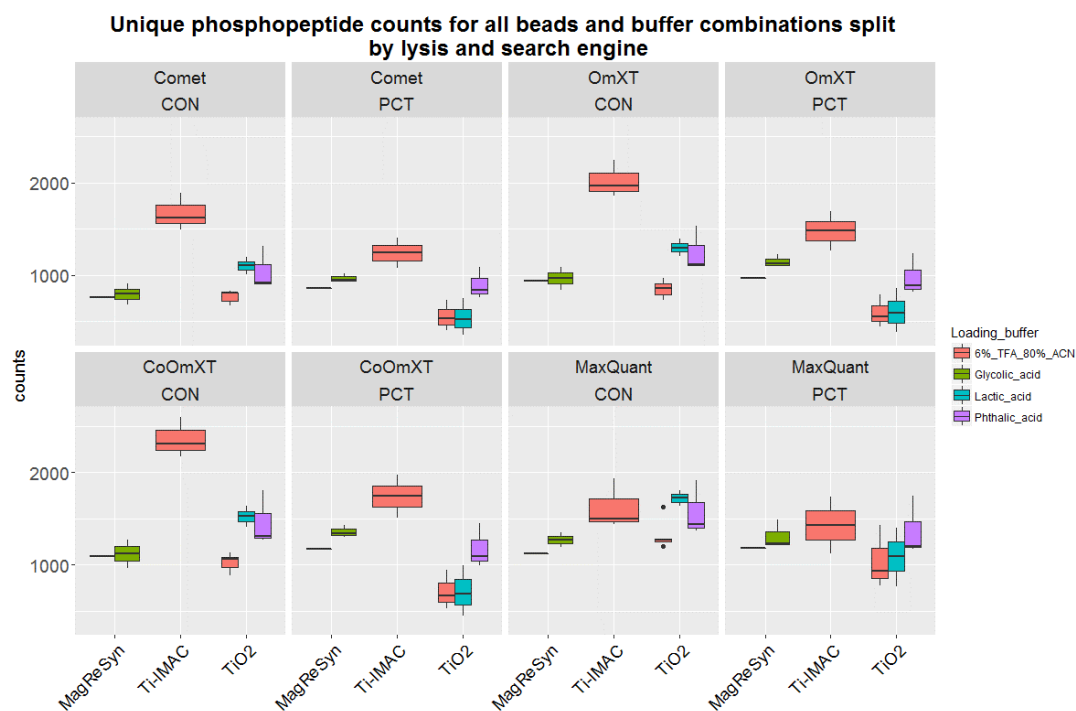 Unique phosphopeptide counts for all beads and buffer combinations split
by lysis and search engine
Comet
CON
Comet
PCT
OmXT
CON
OmXT
PCT
2000
1000
CoOmXT
CON
CoOmXT
PCT
MaxQuant
CON
MaxQuant
PCT
2000
1000
counts
MagReSyn
Ti-IMAC
TiO2
MagReSyn
Ti-IMAC
TiO2
MagReSyn
Ti-IMAC
TiO2
MagReSyn
Ti-IMAC
TiO2
Loading_buffer
6%_TFA_80%_ACN
Glycolic_acid
Lactic_acid
Phthalic_acid